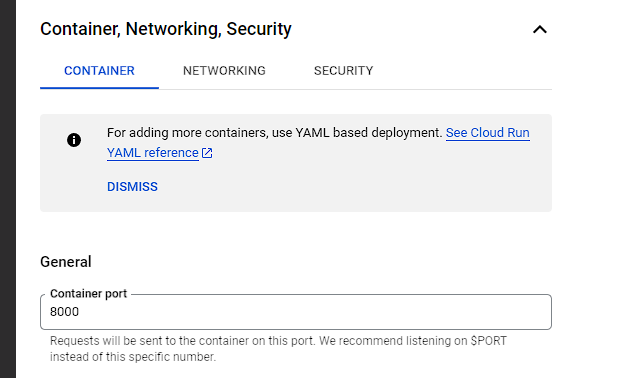 Container, Networking, Security
CONTAINER NETWORKING SECURITY
For adding more containers, use YAML based deployment. See Cloud Run
YAML reference
DISMISS
General
Container port
8000
Requests will be sent to the container on this port. We recommend listening on $PORT
instead of this specific number.